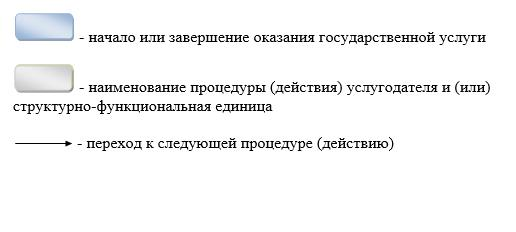 - начало или завершение оказания государственной услуги
- наименование процедуры (действия) услугодателя и (или)
структурно-функциональная единица
- переход к следующей процедуре (действию)